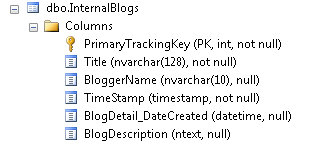 dbo.InternalBlogs
Columns
PrimaryTrackingKey (PK, int, not null)
Title (nvarchar(128), not null)
BloggerName (nvarchar(10), null)
TimeStamp (timestamp, not null)
BlogDetail_DateCreated (datetime, null)
BlogDescription (ntext, null)